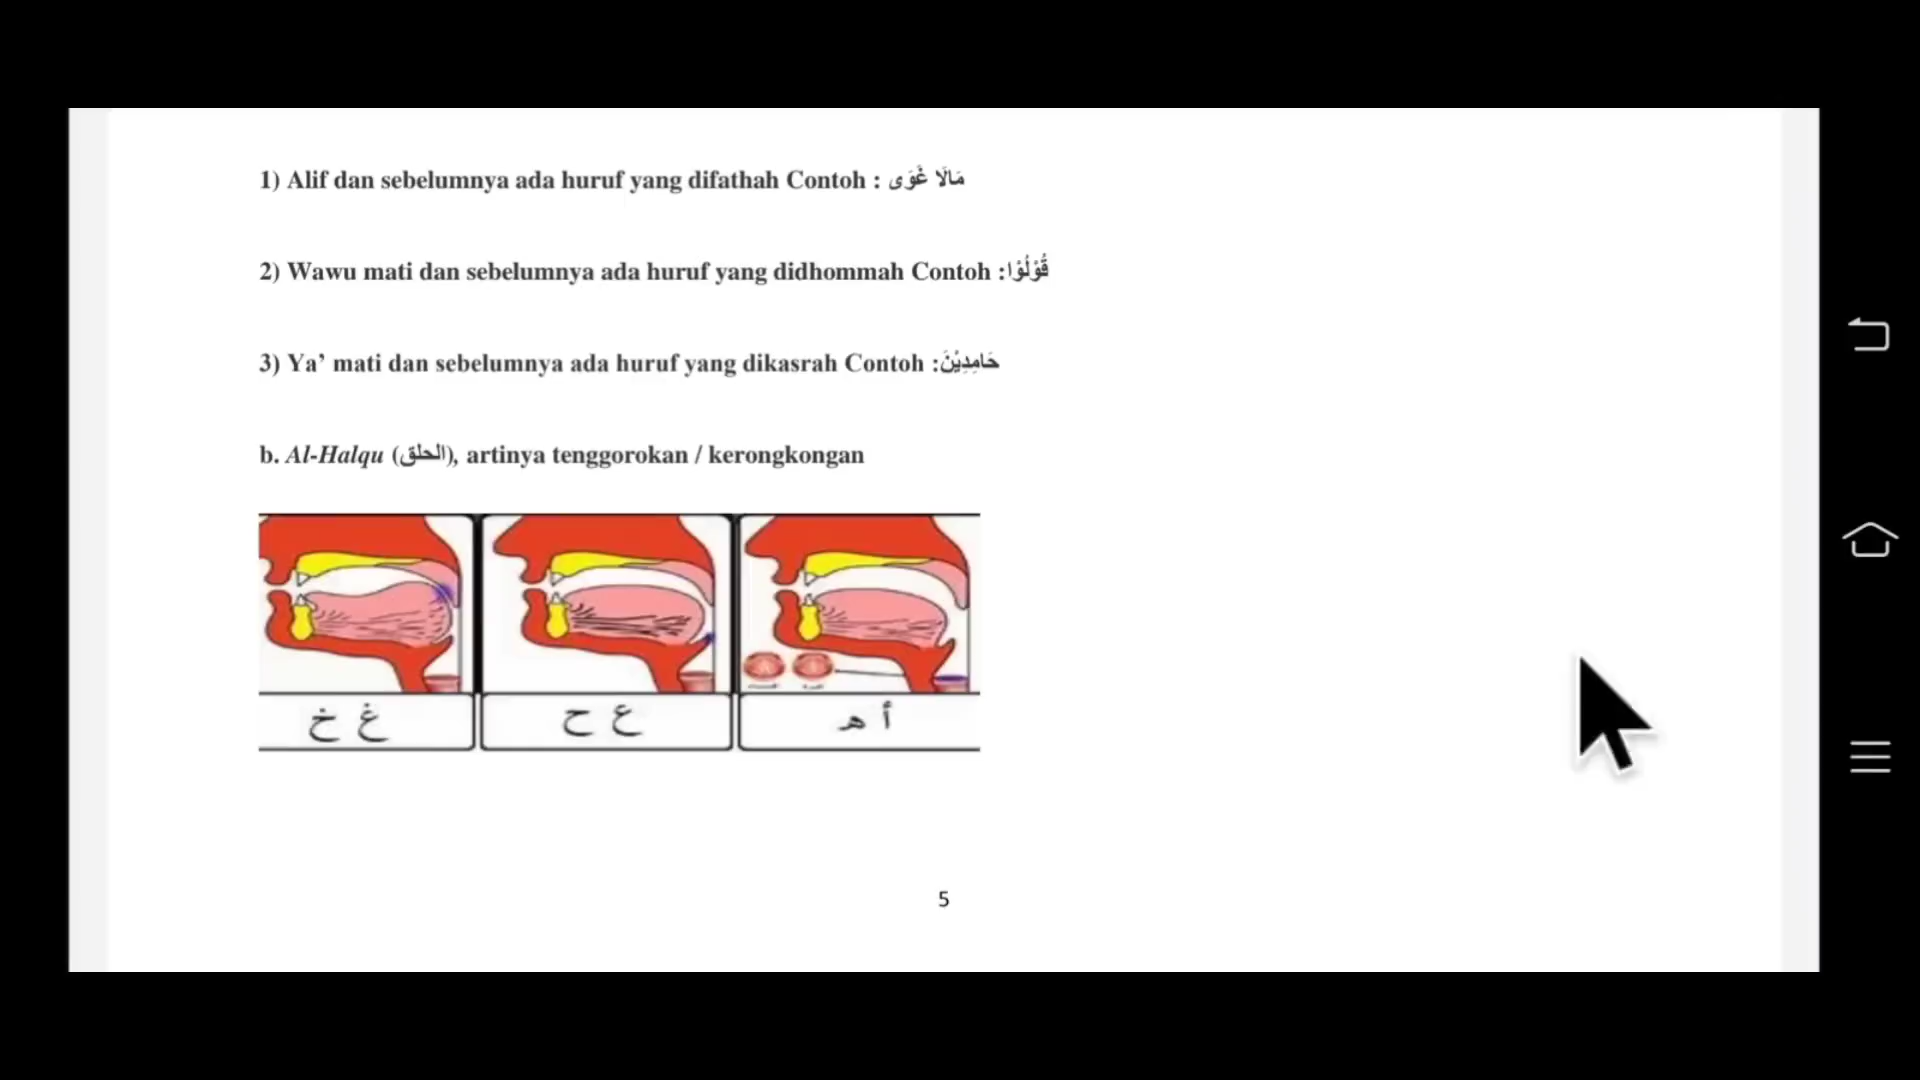 1) Alif dan sebelumnya ada huruf yang difathah Contoh : مَالَا غَوَى
2) Wawu mati dan sebelumnya ada huruf yang didhommah Contoh :قُوْلُوْا
3) Ya’ mati dan sebelumnya ada huruf yang dikasrah Contoh :حَامِدِيْنَ
b. Al-Halqu (الحلق), artinya tenggorokan / kerongkongan
أ هـ
ع ح
غ خ
5